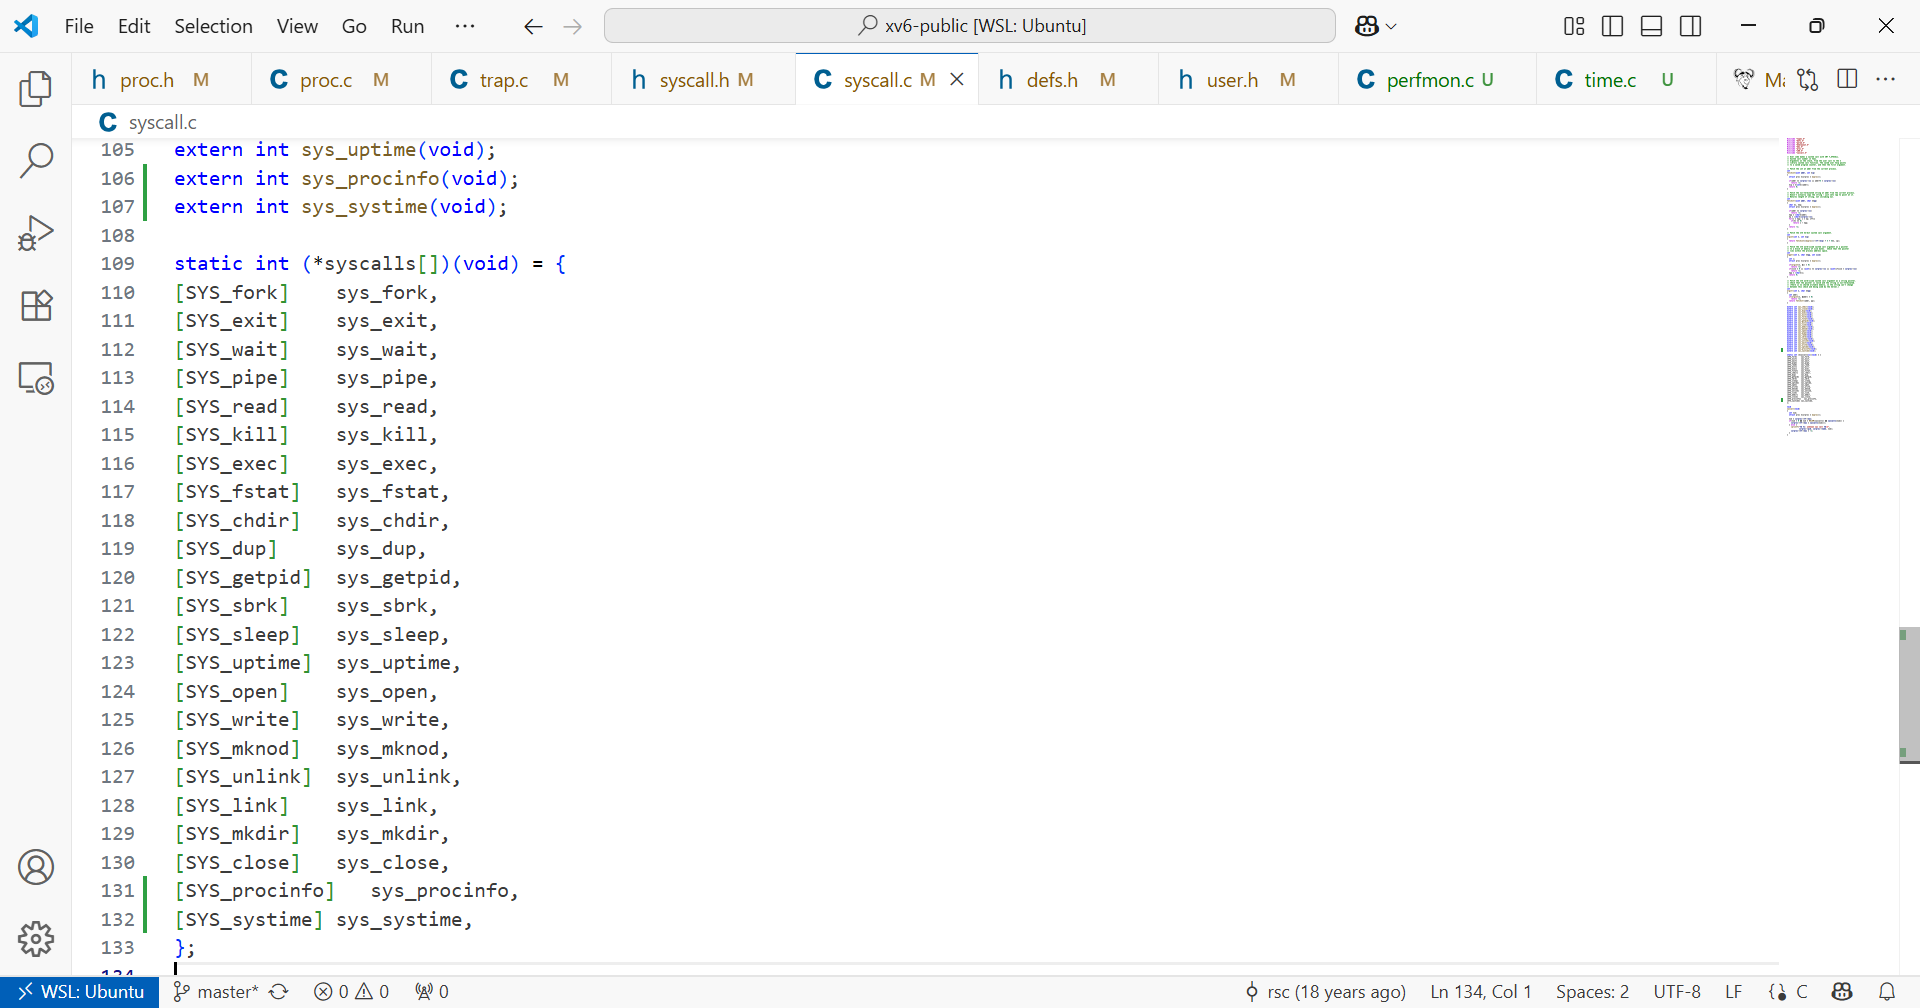 File Edit Selection View Go Run ··· xv6-public [WSL: Ubuntu]
h proc.h M C proc.c M C trap.c M h syscall.h M C syscall.c M h defs.h M h user.h M C perfmon.c U C time.c U Ma ···
C syscall.c
105 extern int sys_uptime(void);
106 extern int sys_procinfo(void);
107 extern int sys_systime(void);
108
109 static int (*syscalls[])(void) = {
110 [SYS_fork]    sys_fork,
111 [SYS_exit]    sys_exit,
112 [SYS_wait]    sys_wait,
113 [SYS_pipe]    sys_pipe,
114 [SYS_read]    sys_read,
115 [SYS_kill]    sys_kill,
116 [SYS_exec]    sys_exec,
117 [SYS_fstat]   sys_fstat,
118 [SYS_chdir]   sys_chdir,
119 [SYS_dup]     sys_dup,
120 [SYS_getpid]  sys_getpid,
121 [SYS_sbrk]    sys_sbrk,
122 [SYS_sleep]   sys_sleep,
123 [SYS_uptime]  sys_uptime,
124 [SYS_open]    sys_open,
125 [SYS_write]   sys_write,
126 [SYS_mknod]   sys_mknod,
127 [SYS_unlink]  sys_unlink,
128 [SYS_link]    sys_link,
129 [SYS_mkdir]   sys_mkdir,
130 [SYS_close]   sys_close,
131 [SYS_procinfo]   sys_procinfo,
132 [SYS_systime] sys_systime,
133 };
134
WSL: Ubuntu master* 0 0 0 rsc (18 years ago) Ln 134, Col 1 Spaces: 2 UTF-8 LF C